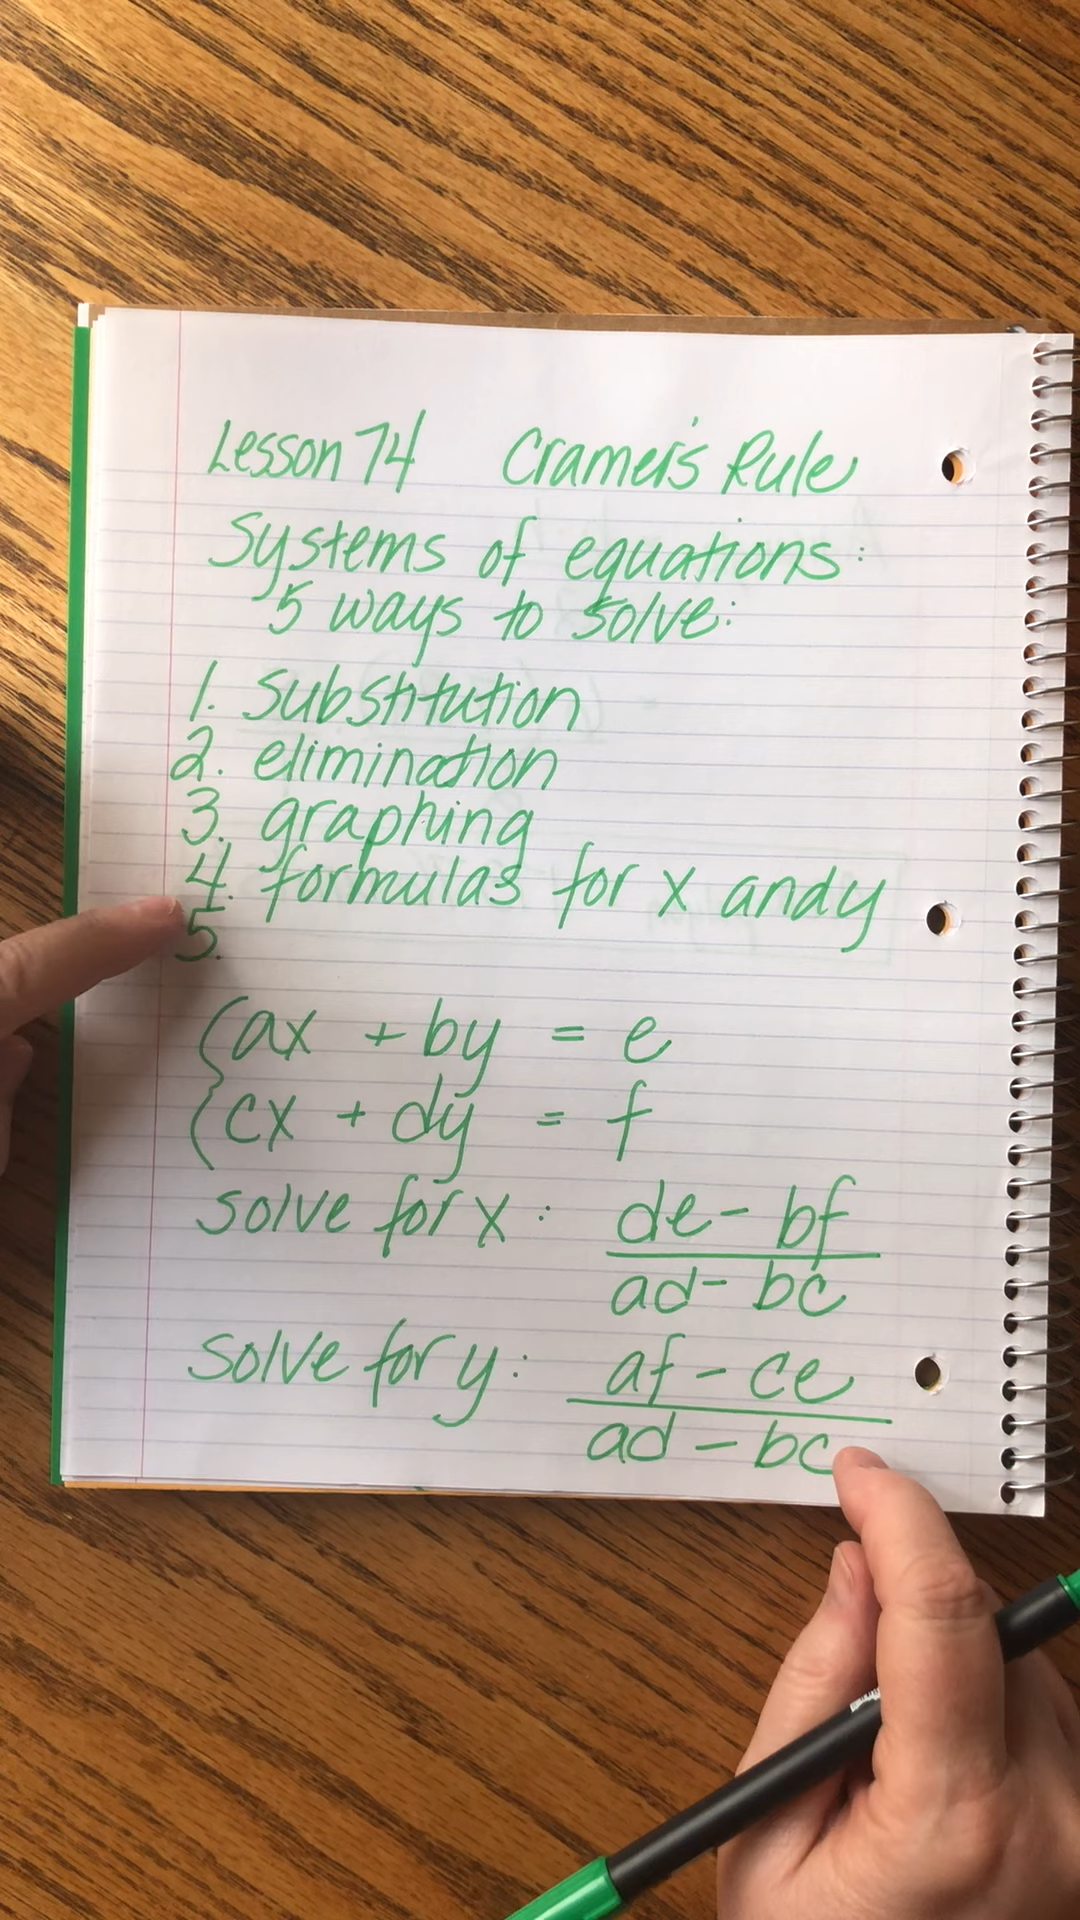 Lesson 74 Cramer's Rule
Systems of equations:
5 ways to solve:
1. substitution
2. elimination
3. graphing
4. formulas for x and y
5.
ax + by = e
cx + dy = f
solve for x: de - bf
ad - bc
solve for y: af - ce
ad - bc